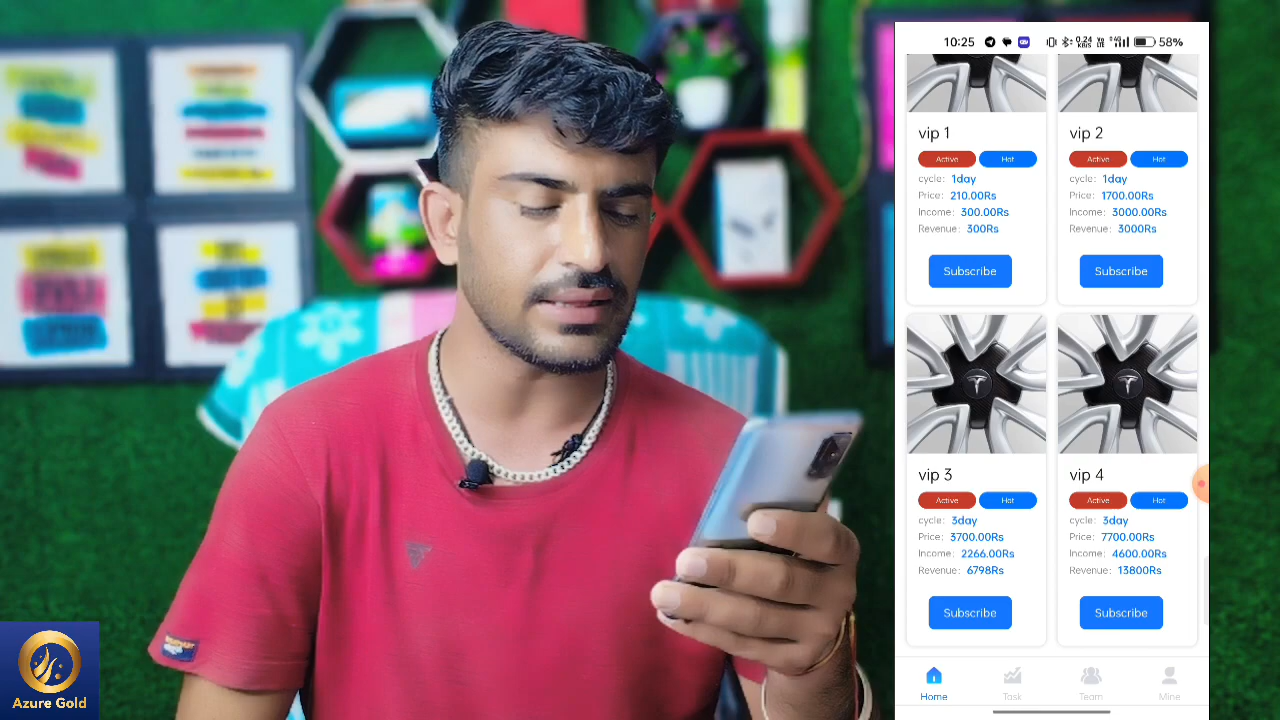 10:25
58%
vip 1
Active Hot
cycle: 1day
Price: 210.00Rs
Income: 300.00Rs
Revenue: 300Rs
Subscribe
vip 2
Active Hot
cycle: 1day
Price: 1700.00Rs
Income: 3000.00Rs
Revenue: 3000Rs
Subscribe
vip 3
Active Hot
cycle: 3day
Price: 3700.00Rs
Income: 2266.00Rs
Revenue: 6798Rs
Subscribe
vip 4
Active Hot
cycle: 3day
Price: 7700.00Rs
Income: 4600.00Rs
Revenue: 13800Rs
Subscribe
Home Task Team Mine
Azure Gold